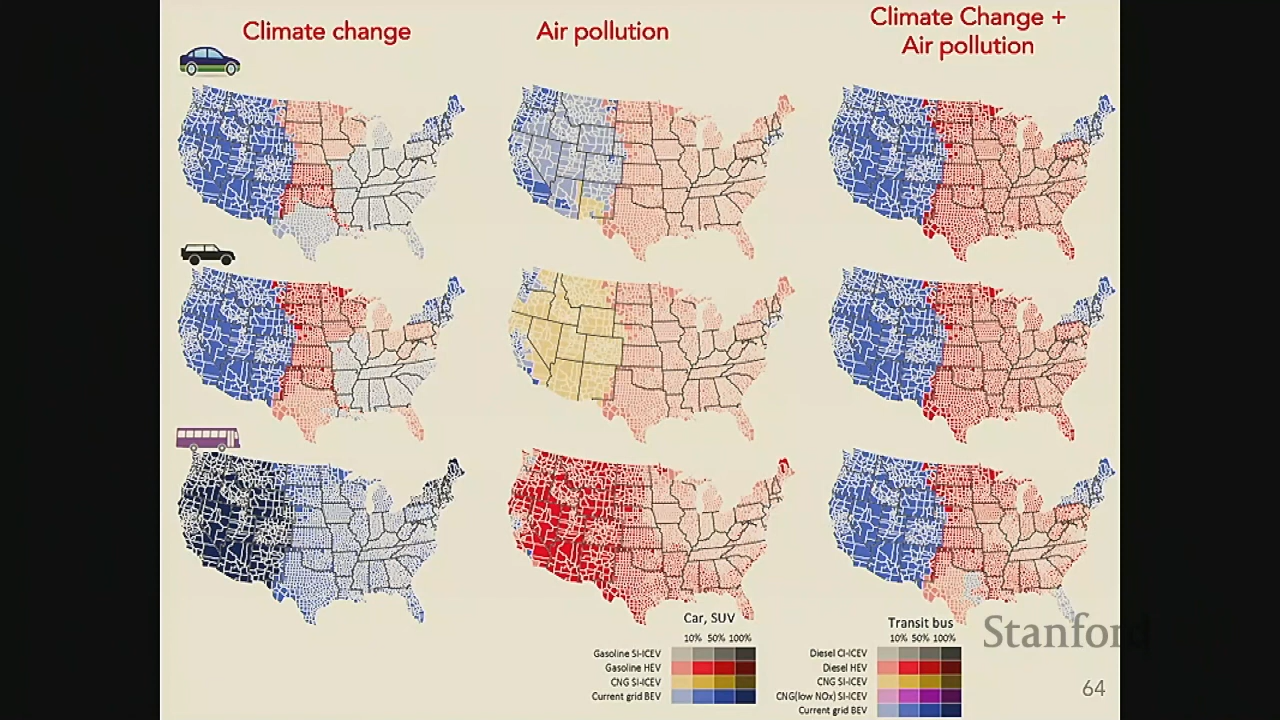 Climate change
Air pollution
Climate Change +
Air pollution
Car, SUV
10% 50% 100%
Gasoline SI-ICEV
Gasoline HEV
CNG SI-ICEV
Current grid BEV
Transit bus
10% 50% 100%
Diesel CI-ICEV
Diesel HEV
CNG SI-ICEV
CNG(low NOx) SI-ICEV
Current grid BEV
Stanford
64